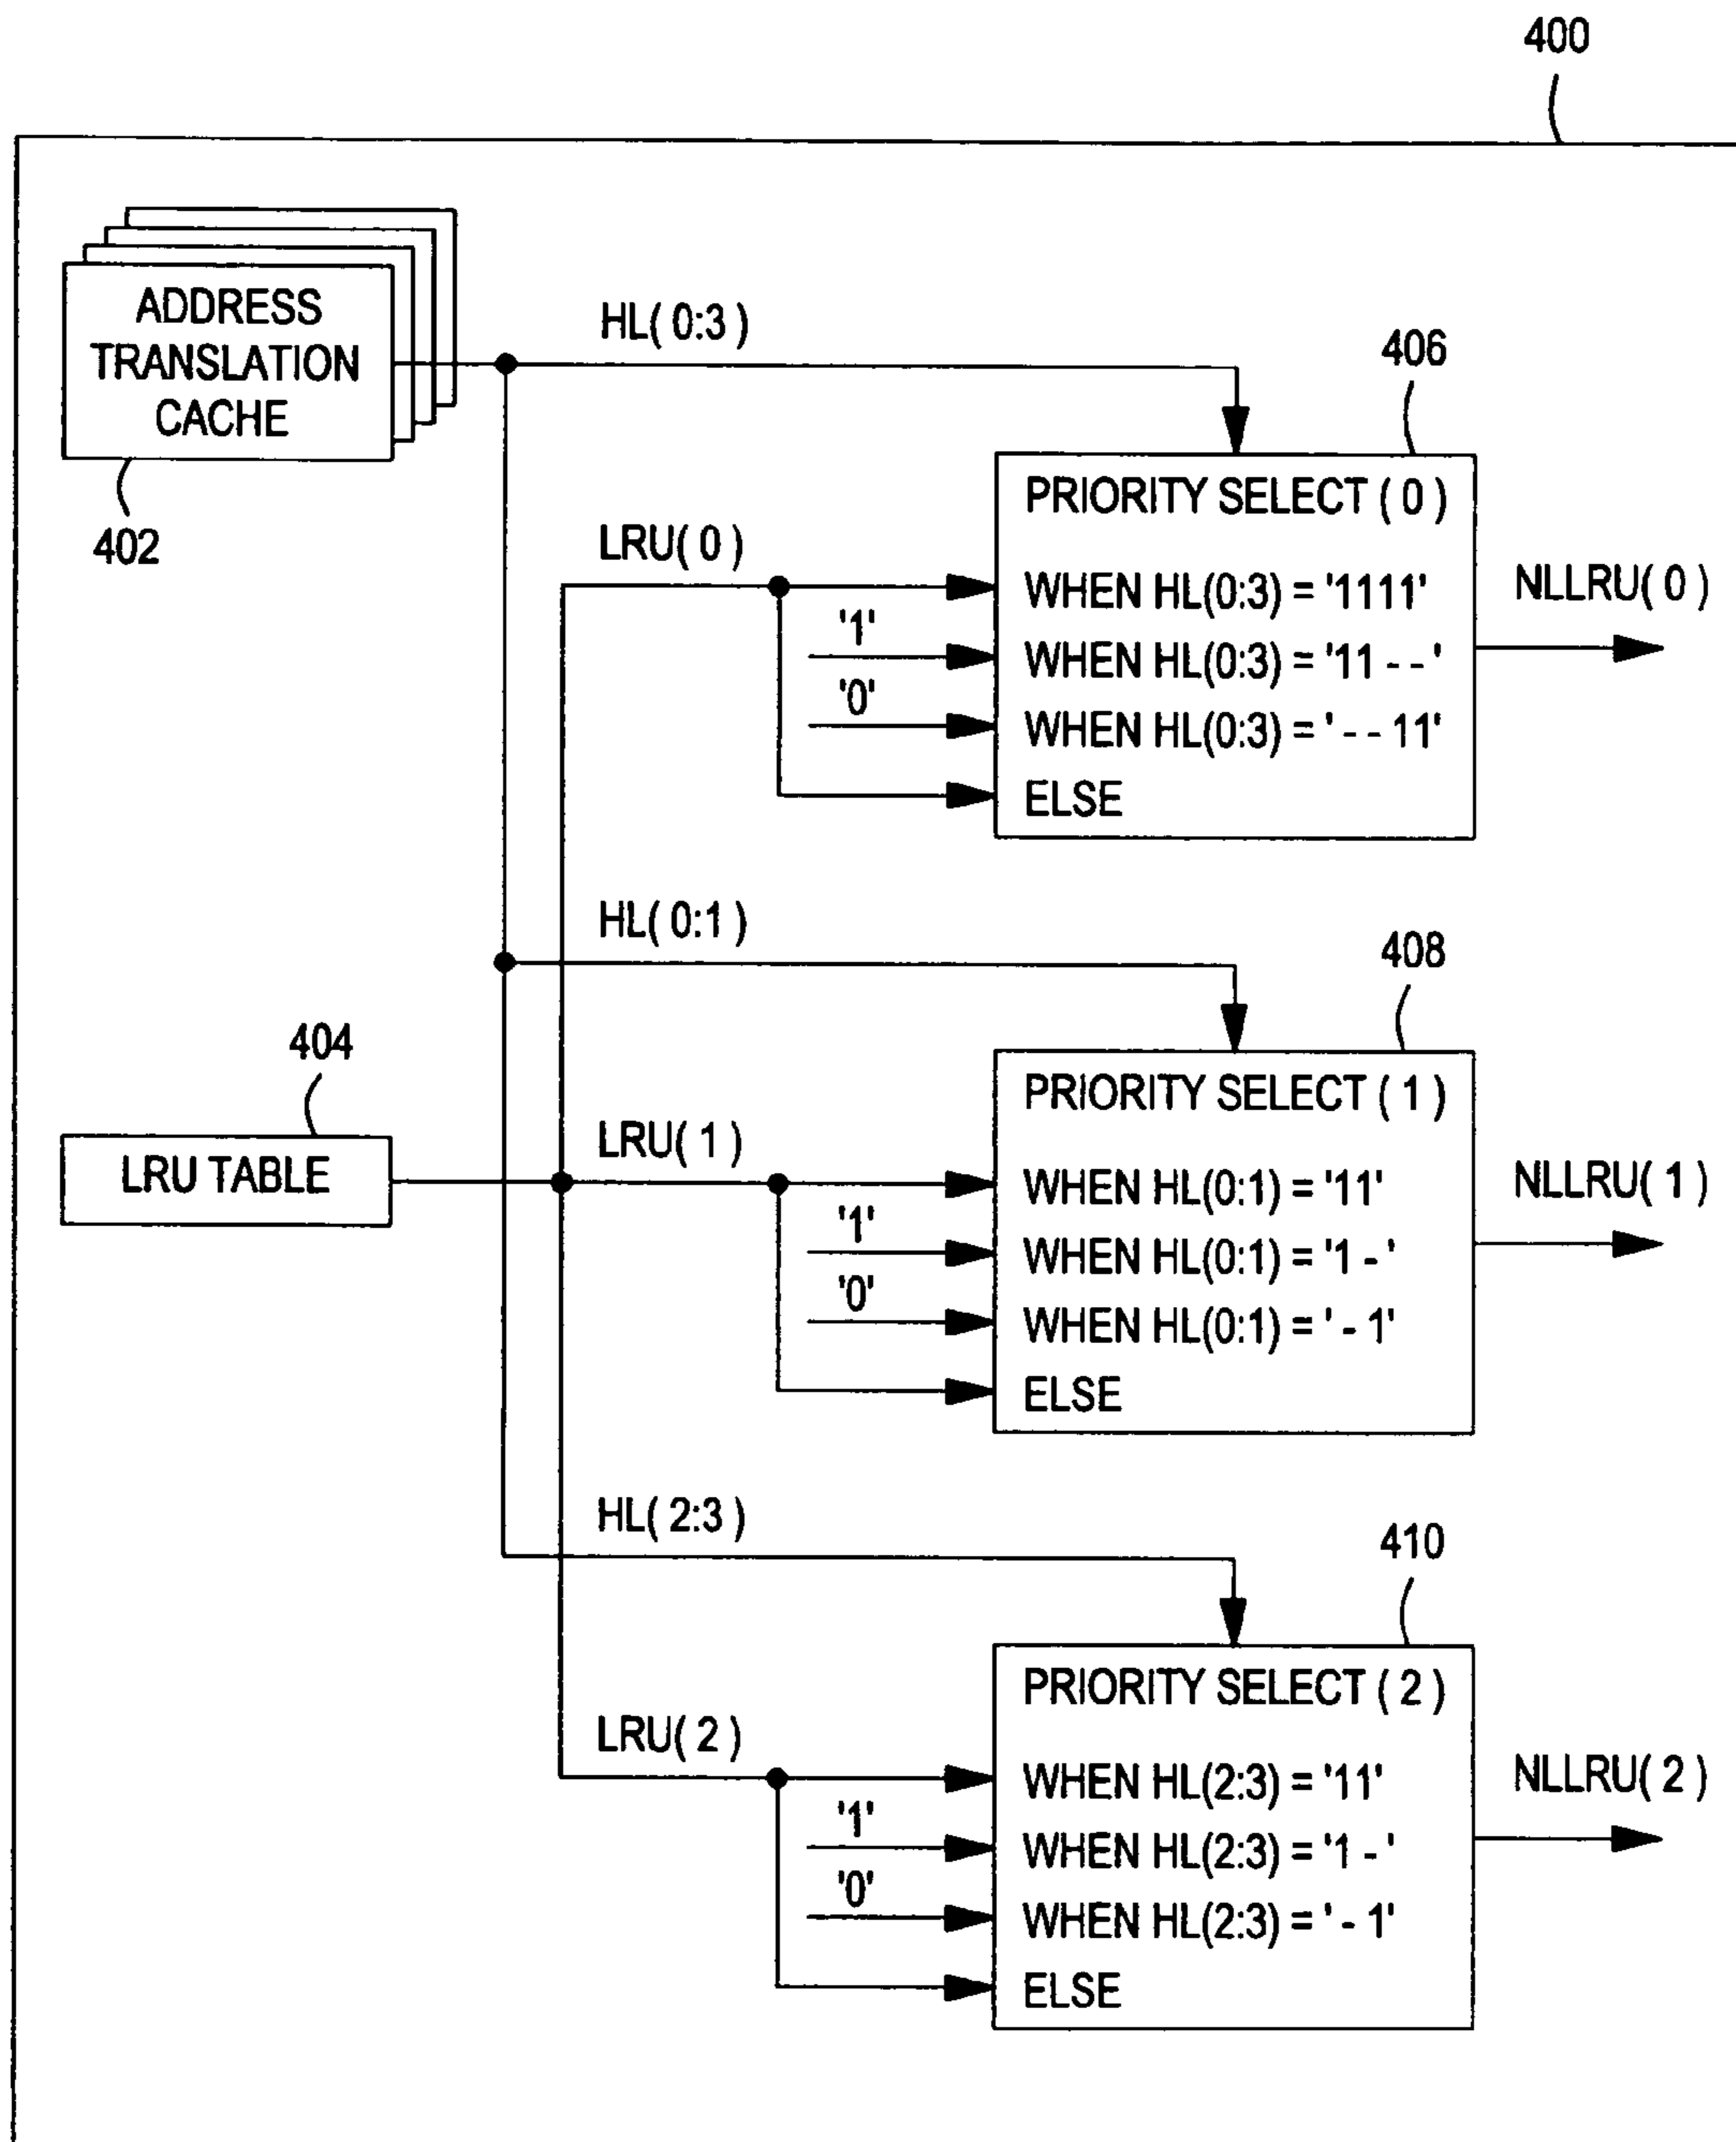 400
ADDRESS
TRANSLATION
CACHE
402
HL( 0:3 )
406
PRIORITY SELECT ( 0 )
LRU( 0 )
WHEN HL(0:3) = '1111'
'1'
WHEN HL(0:3) = '11 - -'
'0'
WHEN HL(0:3) = ' - - 11'
ELSE
NLLRU( 0 )
HL( 0:1 )
408
404
LRU TABLE
PRIORITY SELECT ( 1 )
LRU( 1 )
WHEN HL(0:1) = '11'
'1'
WHEN HL(0:1) = '1 -'
'0'
WHEN HL(0:1) = ' - 1'
ELSE
NLLRU( 1 )
HL( 2:3 )
410
PRIORITY SELECT ( 2 )
LRU( 2 )
WHEN HL(2:3) = '11'
'1'
WHEN HL(2:3) = '1 -'
'0'
WHEN HL(2:3) = ' - 1'
ELSE
NLLRU( 2 )